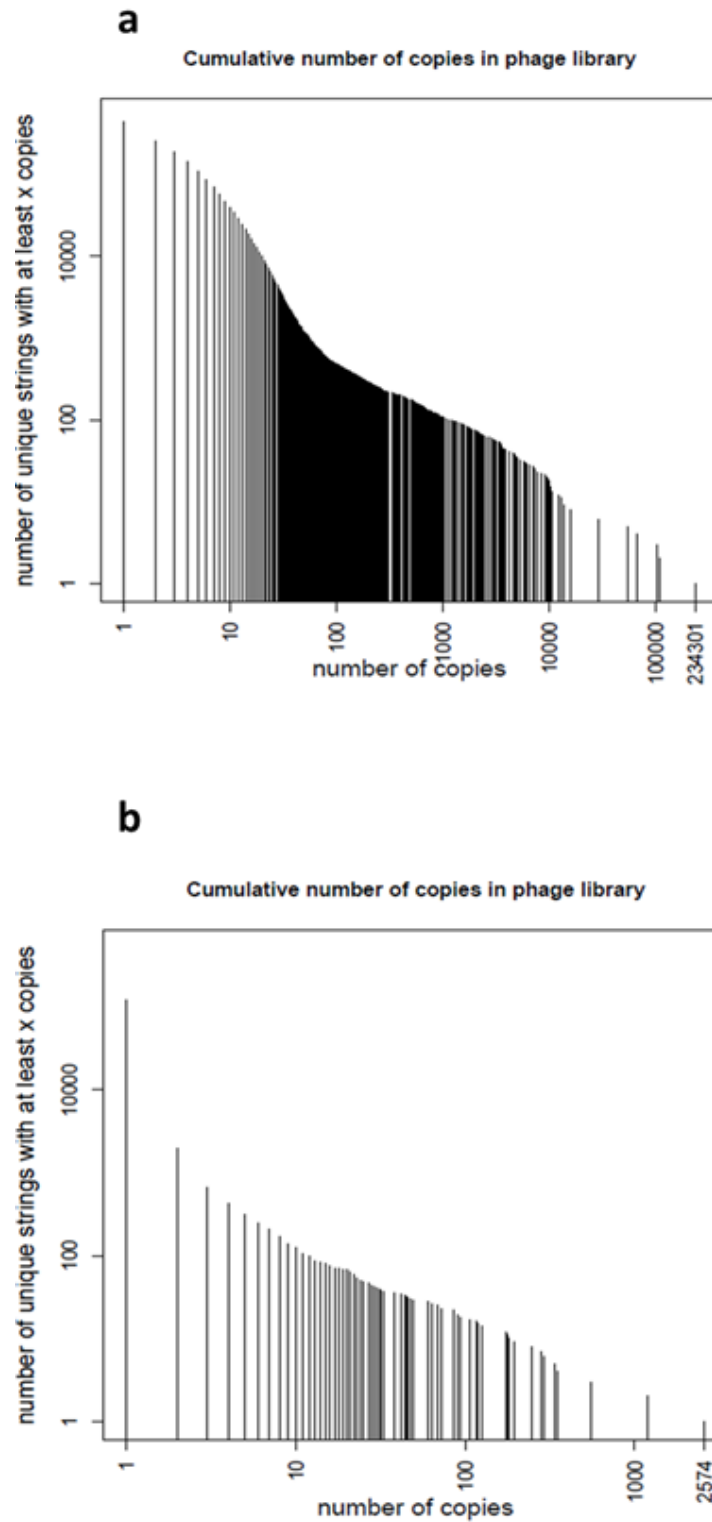 a
Cumulative number of copies in phage library
number of unique strings with at least x copies
10000
100
1
1
10
100
1000
10000
100000
234301
number of copies
b
Cumulative number of copies in phage library
number of unique strings with at least x copies
10000
100
1
1
10
100
1000
2574
number of copies